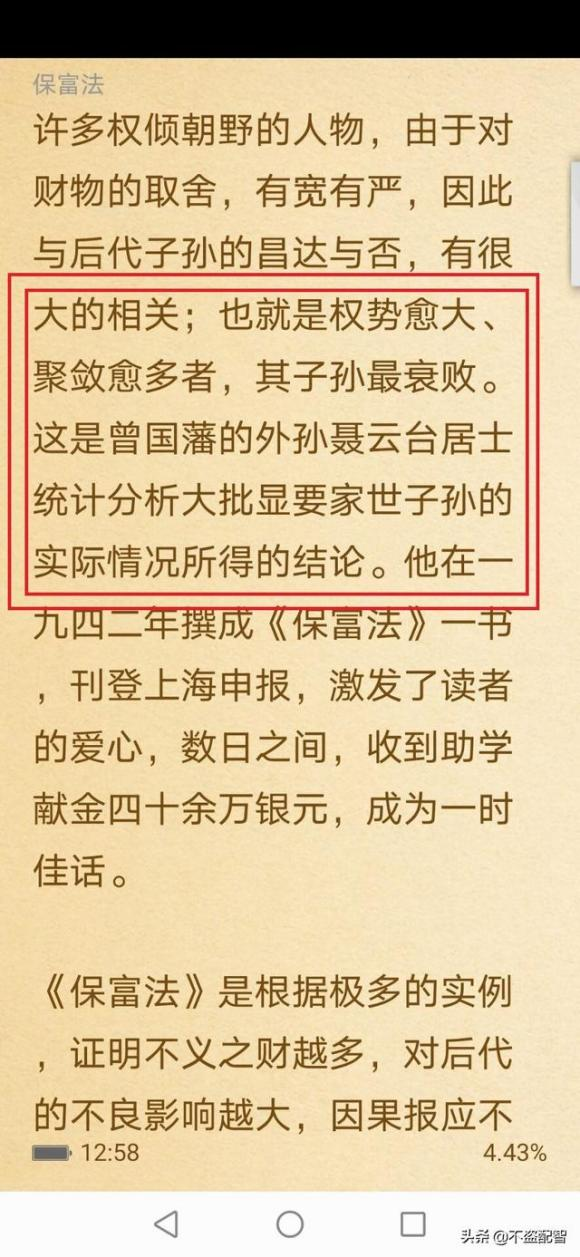 保富法
许多权倾朝野的人物，由于对
财物的取舍，有宽有严，因此
与后代子孙的昌达与否，有很
大的相关；也就是权势愈大、
聚敛愈多者，其子孙最衰败。
这是曾国藩的外孙聂云台居士
统计分析大批显要家世子孙的
实际情况所得的结论。他在一
九四二年撰成《保富法》一书
，刊登上海申报，激发了读者
的爱心，数日之间，收到助学
献金四十余万银元，成为一时
佳话。
《保富法》是根据极多的实例
，证明不义之财越多，对后代
的不良影响越大，因果报应不
12:58
4.43%
头条 @不盗配智